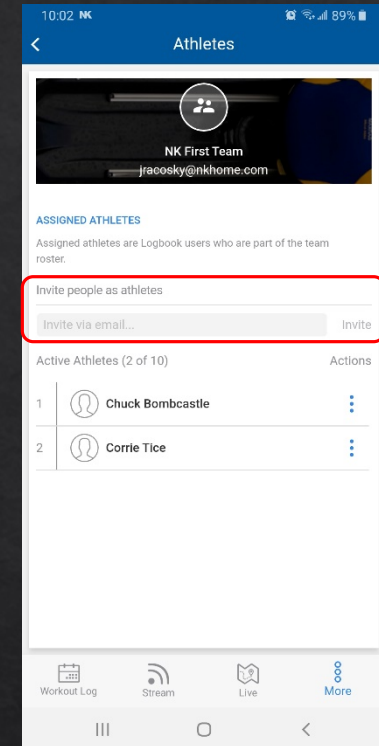 10:02 NK 89%
Athletes
NK First Team
jracosky@nkhome.com
ASSIGNED ATHLETES
Assigned athletes are Logbook users who are part of the team
roster.
Invite people as athletes
Invite via email... Invite
Active Athletes (2 of 10) Actions
1 Chuck Bombcastle
2 Corrie Tice
Workout Log Stream Live More